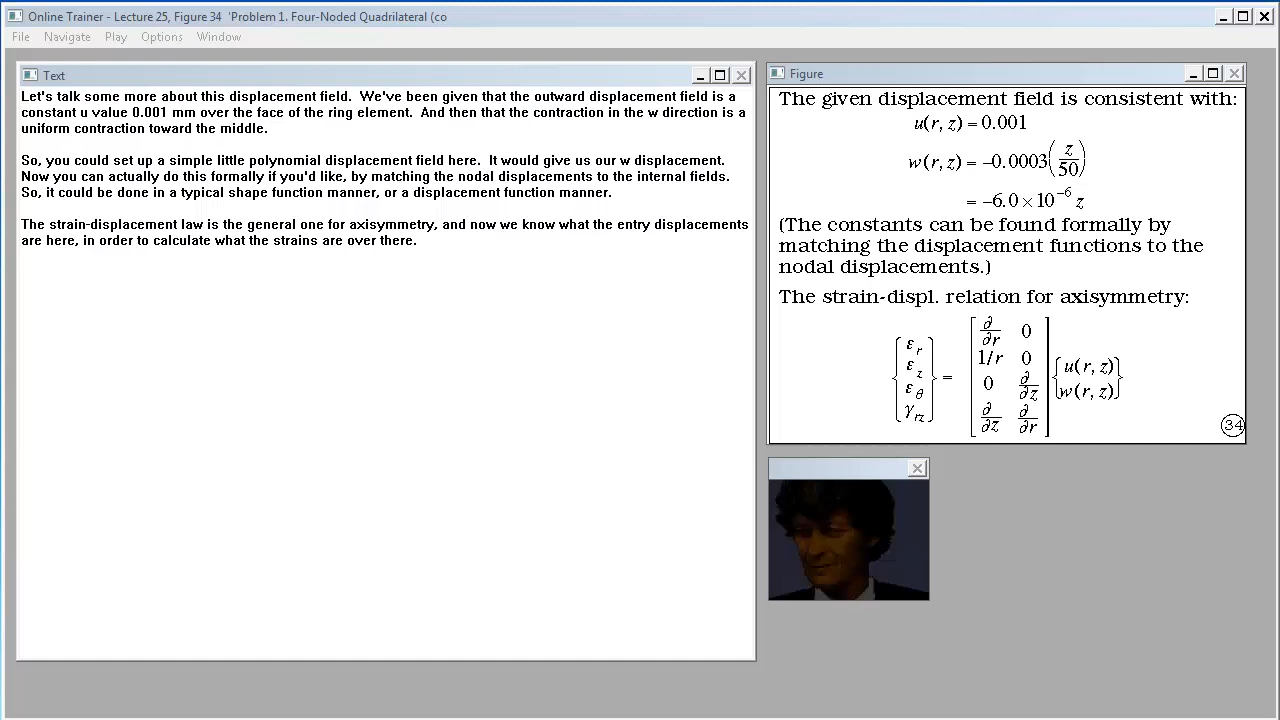 Online Trainer - Lecture 25, Figure 34 'Problem 1. Four-Noded Quadrilateral (co
File Navigate Play Options Window
Text
Let's talk some more about this displacement field. We've been given that the outward displacement field is a
constant u value 0.001 mm over the face of the ring element. And then that the contraction in the w direction is a
uniform contraction toward the middle.
So, you could set up a simple little polynomial displacement field here. It would give us our w displacement.
Now you can actually do this formally if you'd like, by matching the nodal displacements to the internal fields.
So, it could be done in a typical shape function manner, or a displacement function manner.
The strain-displacement law is the general one for axisymmetry, and now we know what the entry displacements
are here, in order to calculate what the strains are over there.
Figure
The given displacement field is consistent with:
u(r, z) = 0.001
w(r, z) = -0.0003(z/50)
= -6.0 × 10⁻⁶ z
(The constants can be found formally by
matching the displacement functions to the
nodal displacements.)
The strain-displ. relation for axisymmetry:
{ε_r ε_z ε_θ γ_rz} = [∂/∂r 0; 1/r 0; 0 ∂/∂z; ∂/∂z ∂/∂r] {u(r, z) w(r, z)}
34